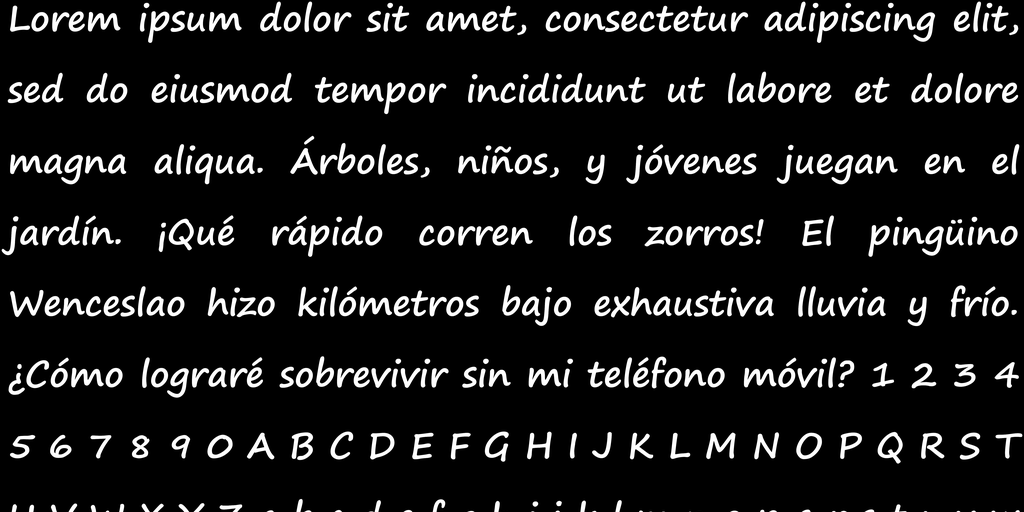 Lorem ipsum dolor sit amet, consectetur adipiscing elit,
sed do eiusmod tempor incididunt ut labore et dolore
magna aliqua. Árboles, niños, y jóvenes juegan en el
jardín. ¡Qué rápido corren los zorros! El pingüino
Wenceslao hizo kilómetros bajo exhaustiva lluvia y frío.
¿Cómo lograré sobrevivir sin mi teléfono móvil? 1 2 3 4
5 6 7 8 9 0 A B C D E F G H I J K L M N O P Q R S T